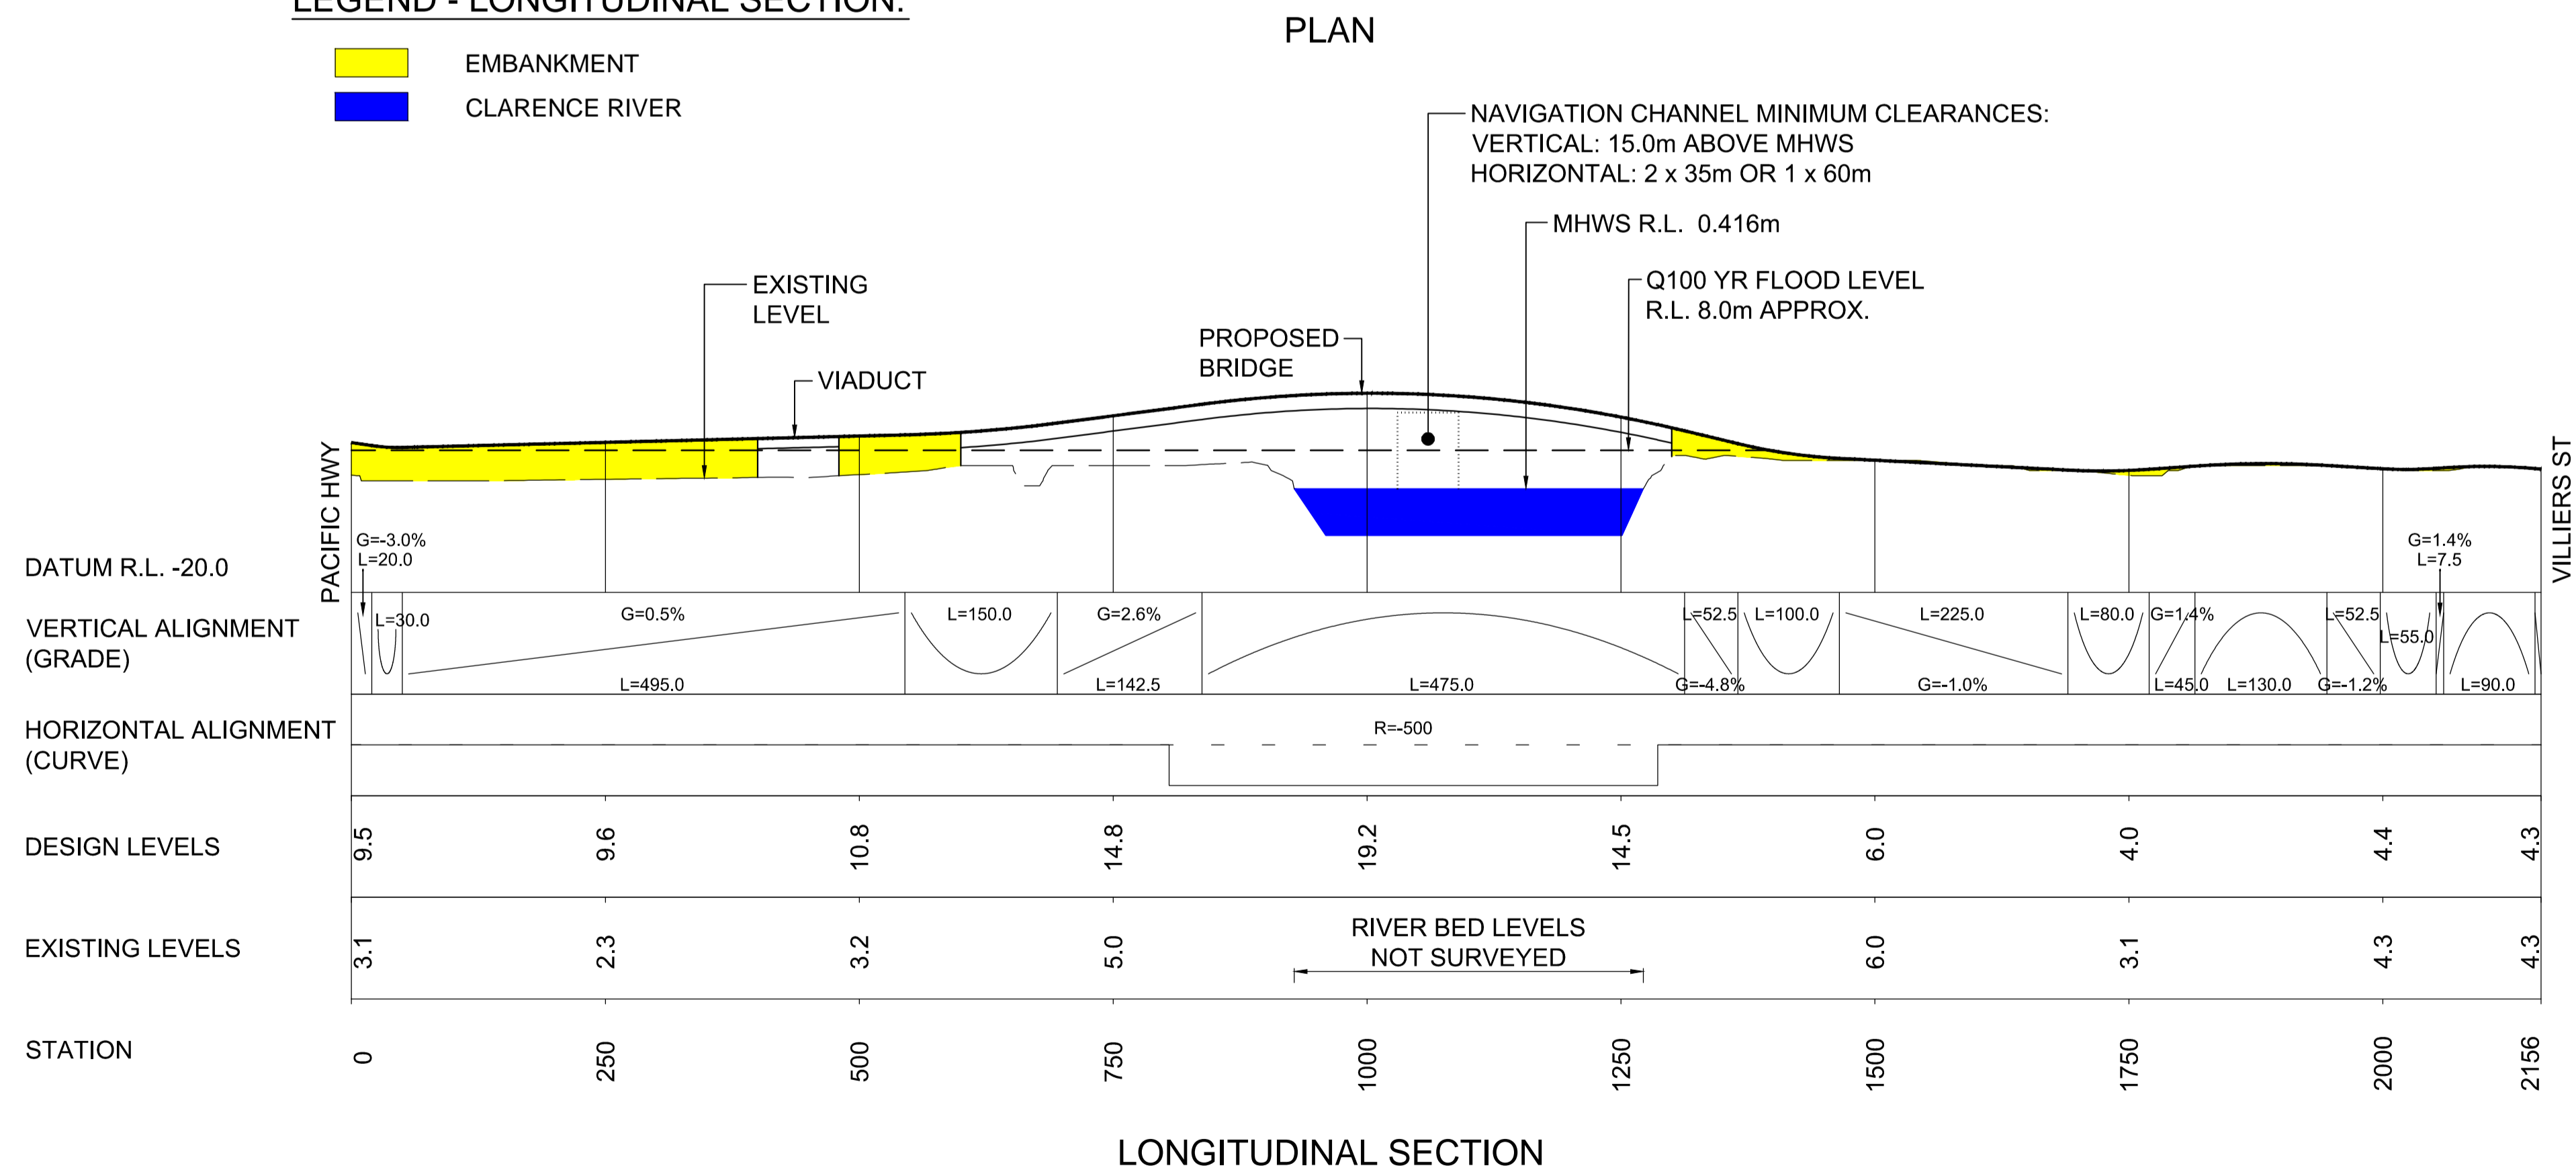 LEGEND - LONGITUDINAL SECTION:
PLAN
EMBANKMENT
CLARENCE RIVER
NAVIGATION CHANNEL MINIMUM CLEARANCES:
VERTICAL: 15.0m ABOVE MHWS
HORIZONTAL: 2 x 35m OR 1 x 60m
MHWS R.L. 0.416m
EXISTING
LEVEL
Q100 YR FLOOD LEVEL
R.L. 8.0m APPROX.
PROPOSED
BRIDGE
VIADUCT
PACIFIC HWY
VILLIERS ST
DATUM R.L. -20.0
G=-3.0%
L=20.0
G=1.4%
L=7.5
VERTICAL ALIGNMENT
(GRADE)
L=30.0
G=0.5%
L=495.0
L=150.0
G=2.6%
L=142.5
L=475.0
L=52.5
G=-4.8%
L=100.0
L=225.0
G=-1.0%
L=80.0
G=1.4%
L=45.0
L=130.0
L=52.5
G=-1.2%
L=55.0
L=90.0
HORIZONTAL ALIGNMENT
(CURVE)
R=-500
DESIGN LEVELS
9.5 9.6 10.8 14.8 19.2 14.5 6.0 4.0 4.4 4.3
EXISTING LEVELS
3.1 2.3 3.2 5.0
RIVER BED LEVELS
NOT SURVEYED
6.0 3.1 4.3 4.3
STATION
0 250 500 750 1000 1250 1500 1750 2000 2156
LONGITUDINAL SECTION